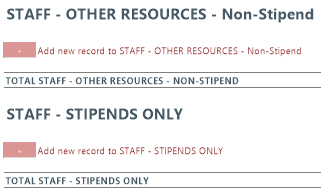 STAFF - OTHER RESOURCES - Non-Stipend
+ Add new record to STAFF - OTHER RESOURCES - Non-Stipend
TOTAL STAFF - OTHER RESOURCES - NON-STIPEND
STAFF - STIPENDS ONLY
+ Add new record to STAFF - STIPENDS ONLY
TOTAL STAFF - STIPENDS ONLY